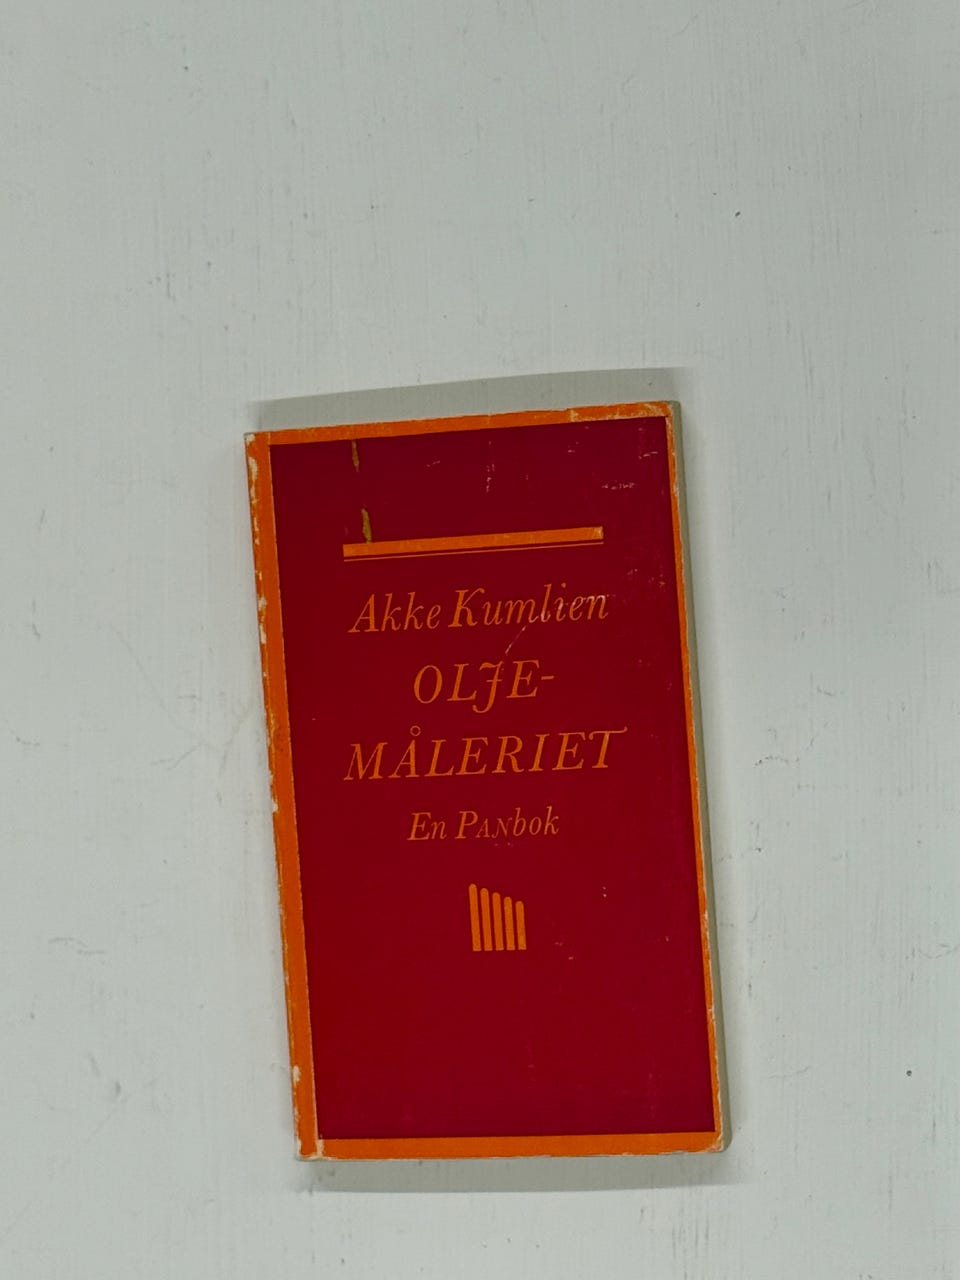 Akke Kumlien
OLJE-
MÅLERIET
En PANbok